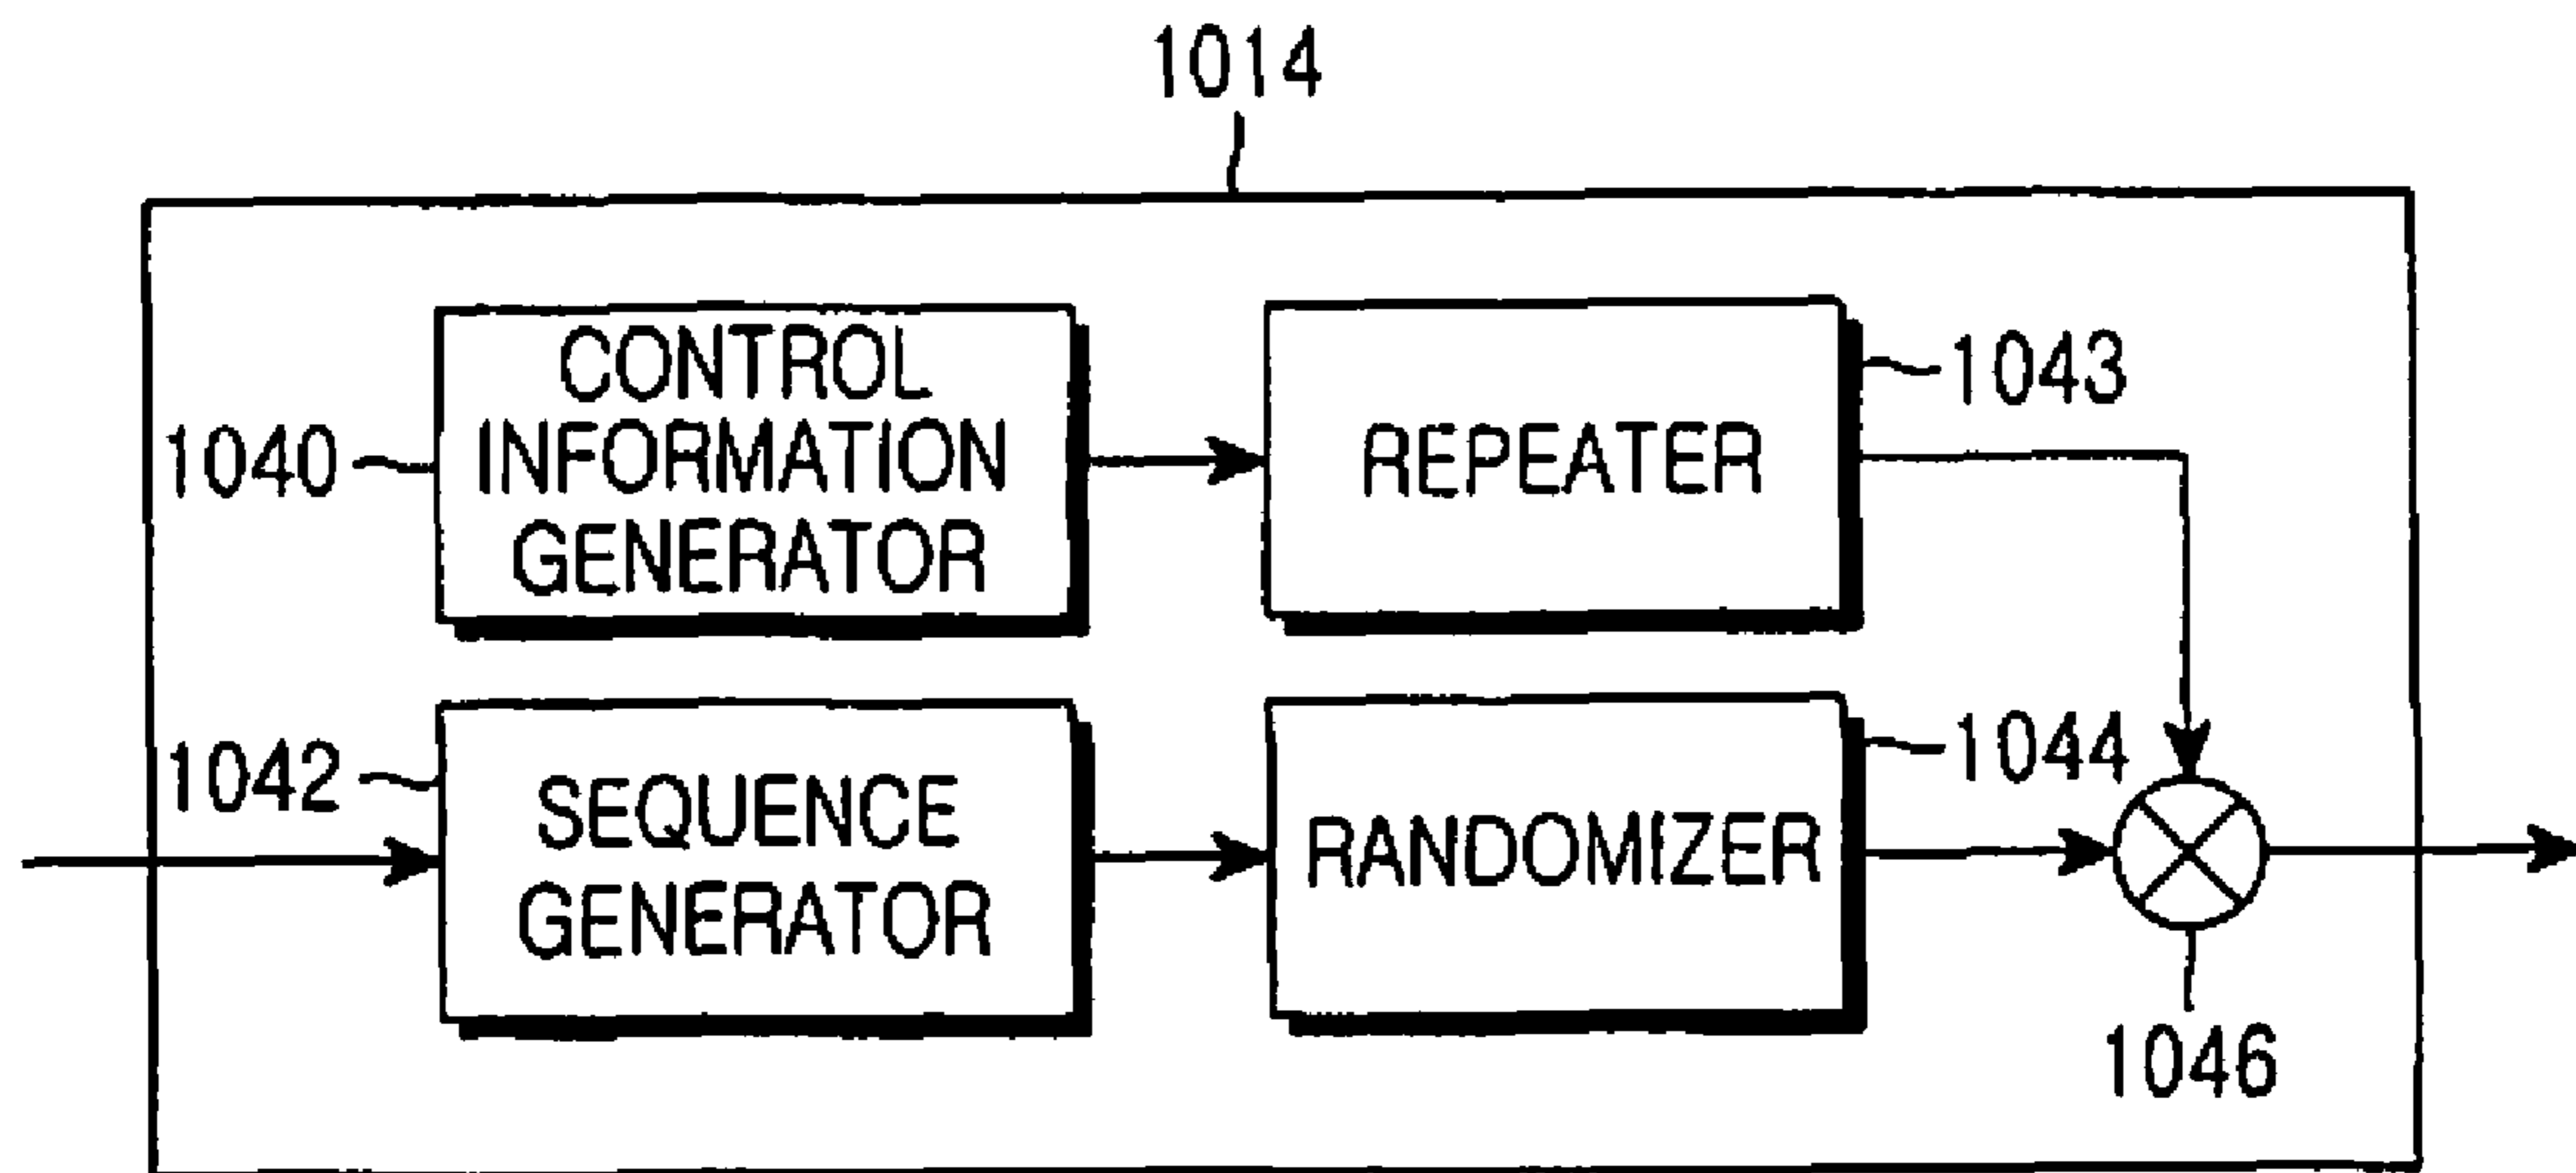 1014
CONTROL
INFORMATION
GENERATOR
1040
REPEATER
1043
SEQUENCE
GENERATOR
1042
RANDOMIZER
1044
1046